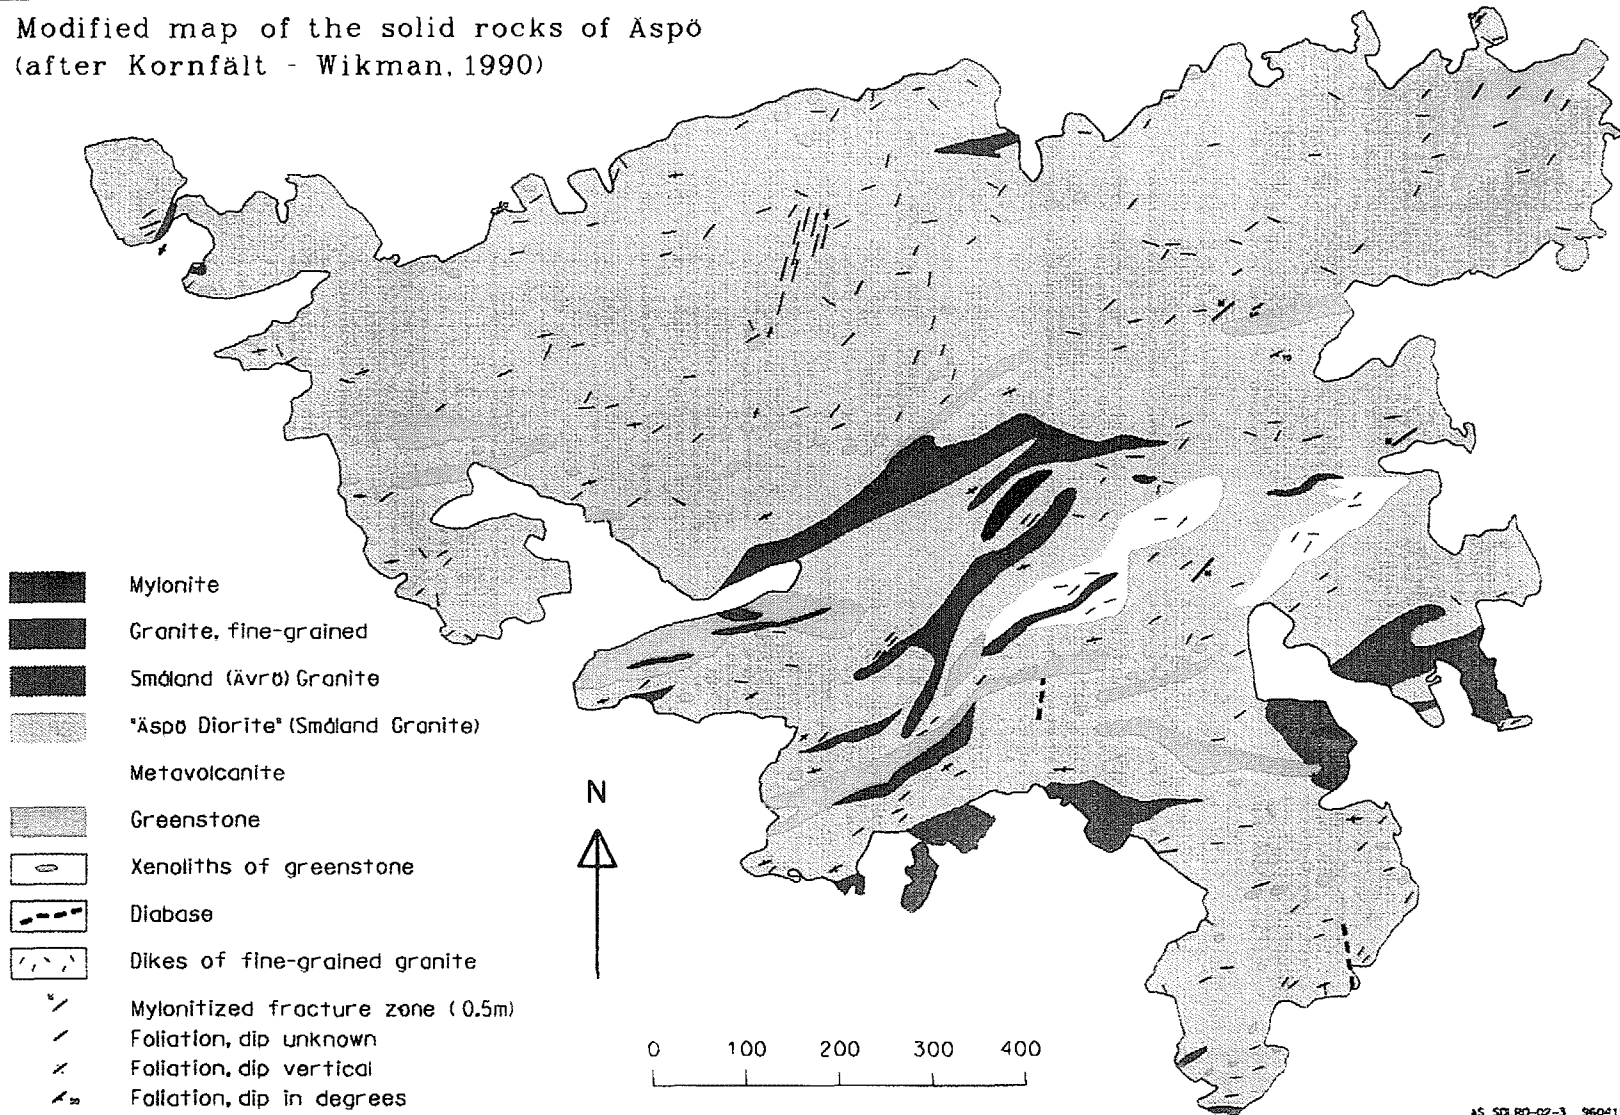 Modified map of the solid rocks of Äspö
(after Kornfält - Wikman, 1990)
Mylonite
Granite, fine-grained
Småland (Ävrö) Granite
"Äspö Diorite" (Småland Granite)
Metavolcanite
Greenstone
Xenoliths of greenstone
Diabase
Dikes of fine-grained granite
Mylonitized fracture zone (0.5m)
Foliation, dip unknown
Foliation, dip vertical
Foliation, dip in degrees
N
0 100 200 300 400